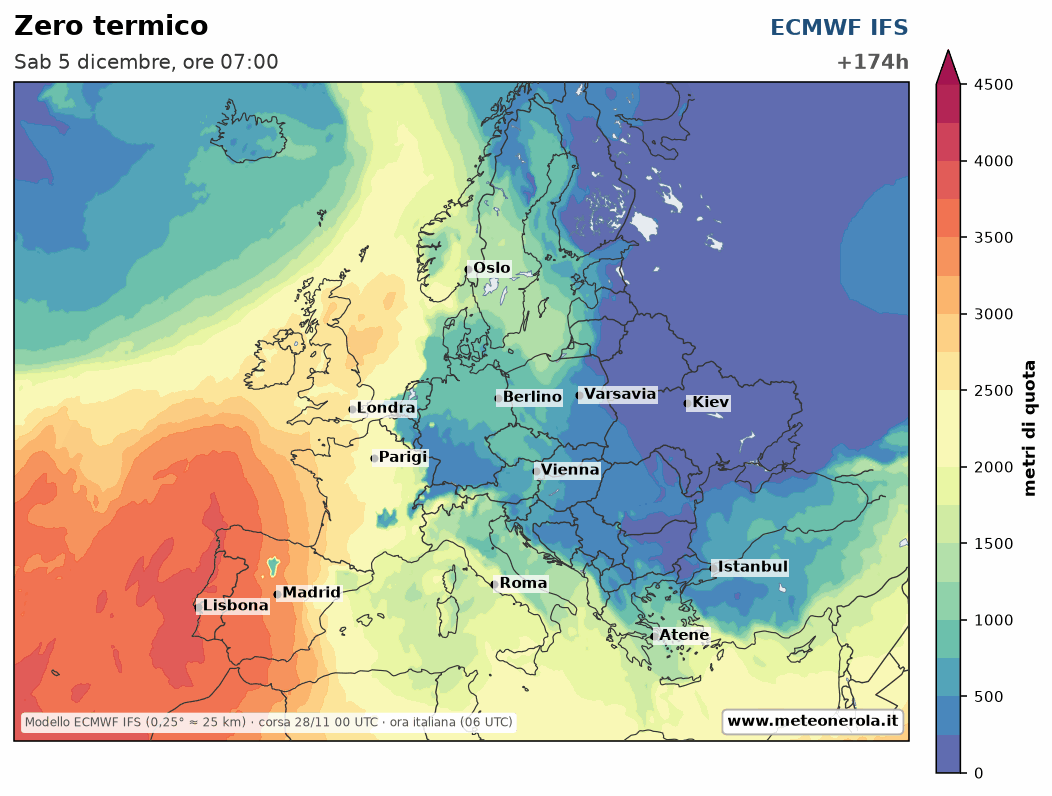 Zero termico
ECMWF IFS
Sab 5 dicembre, ore 07:00
+174h
4500
4000
3500
3000
2500
2000
1500
1000
500
0
metri di quota
Oslo
Londra
Berlino
Varsavia
Kiev
Parigi
Vienna
Istanbul
Roma
Madrid
Lisbona
Atene
Modello ECMWF IFS (0,25° ≈ 25 km) · corsa 28/11 00 UTC · ora italiana (06 UTC)
www.meteonerola.it